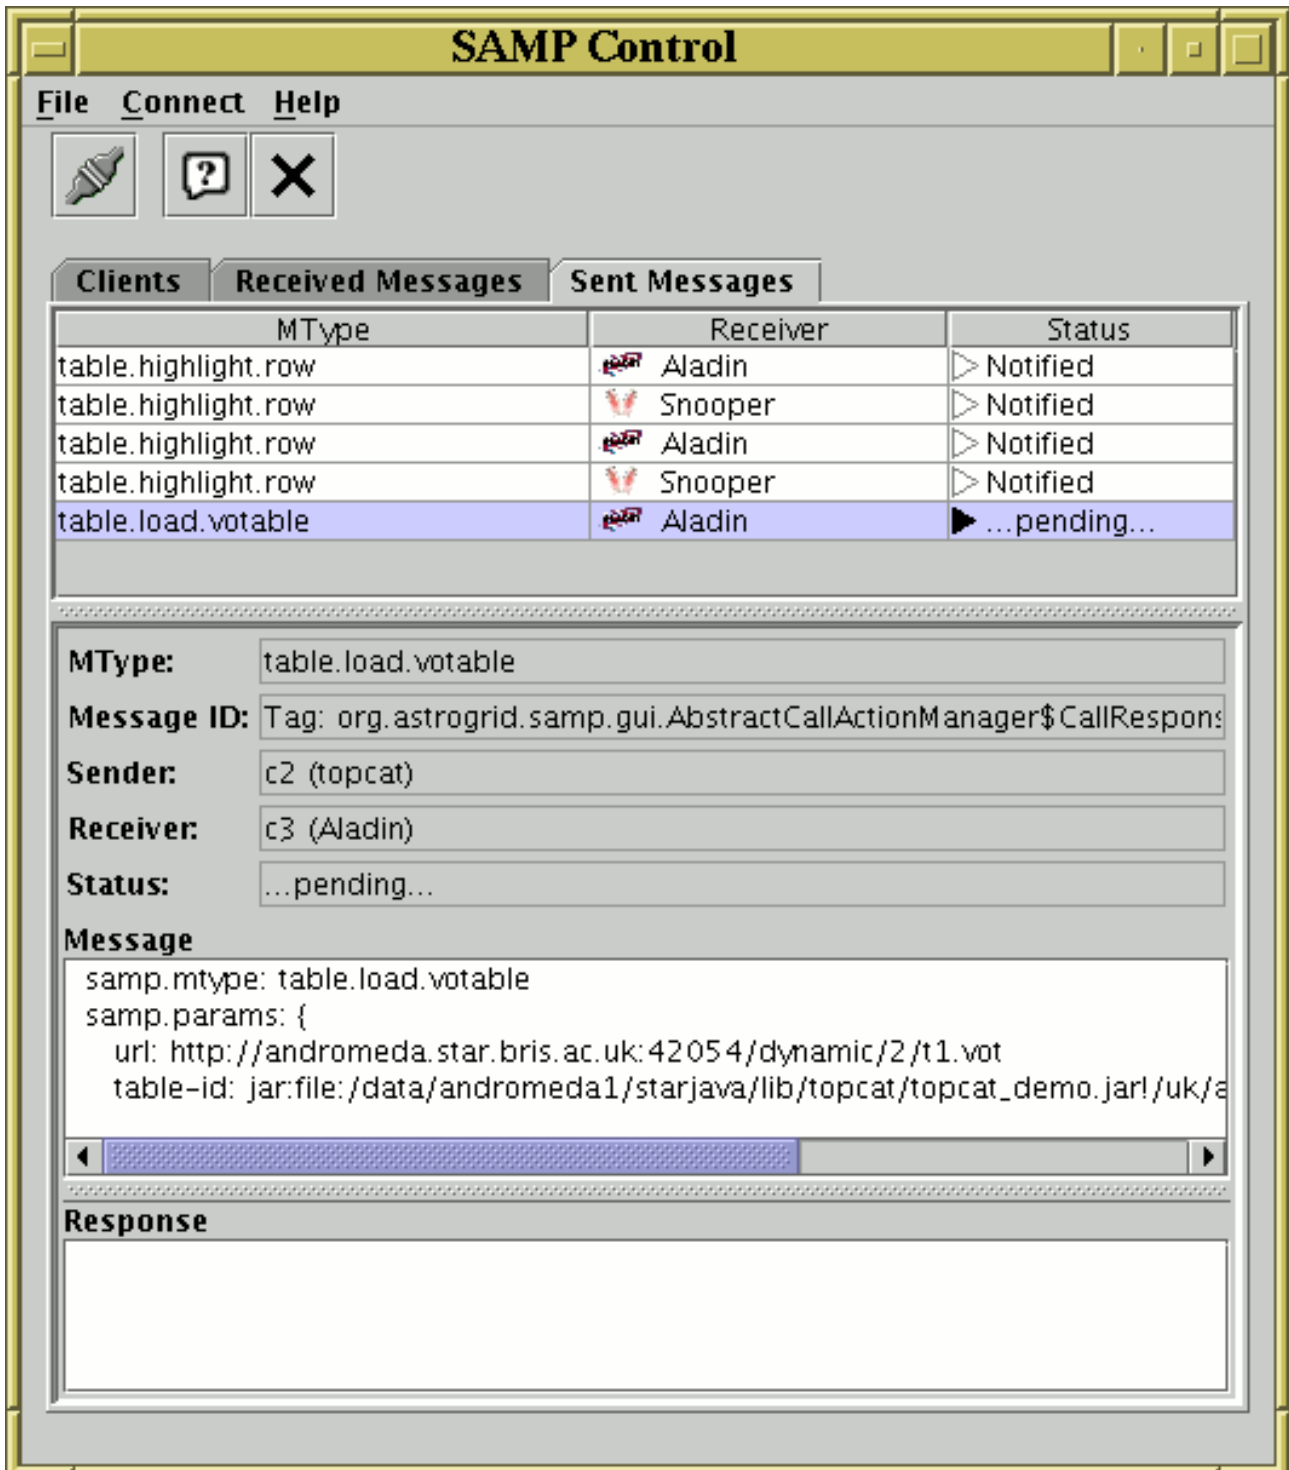 SAMP Control
File Connect Help
Clients Received Messages Sent Messages
MType Receiver Status
table.highlight.row Aladin Notified
table.highlight.row Snooper Notified
table.highlight.row Aladin Notified
table.highlight.row Snooper Notified
table.load.votable Aladin ...pending...
MType: table.load.votable
Message ID: Tag: org.astrogrid.samp.gui.AbstractCallActionManager$CallRespons
Sender: c2 (topcat)
Receiver: c3 (Aladin)
Status: ...pending...
Message
samp.mtype: table.load.votable
samp.params: {
url: http://andromeda.star.bris.ac.uk:42054/dynamic/2/t1.vot
table-id: jar:file:/data/andromeda1/starjava/lib/topcat/topcat_demo.jar!/uk/a
Response